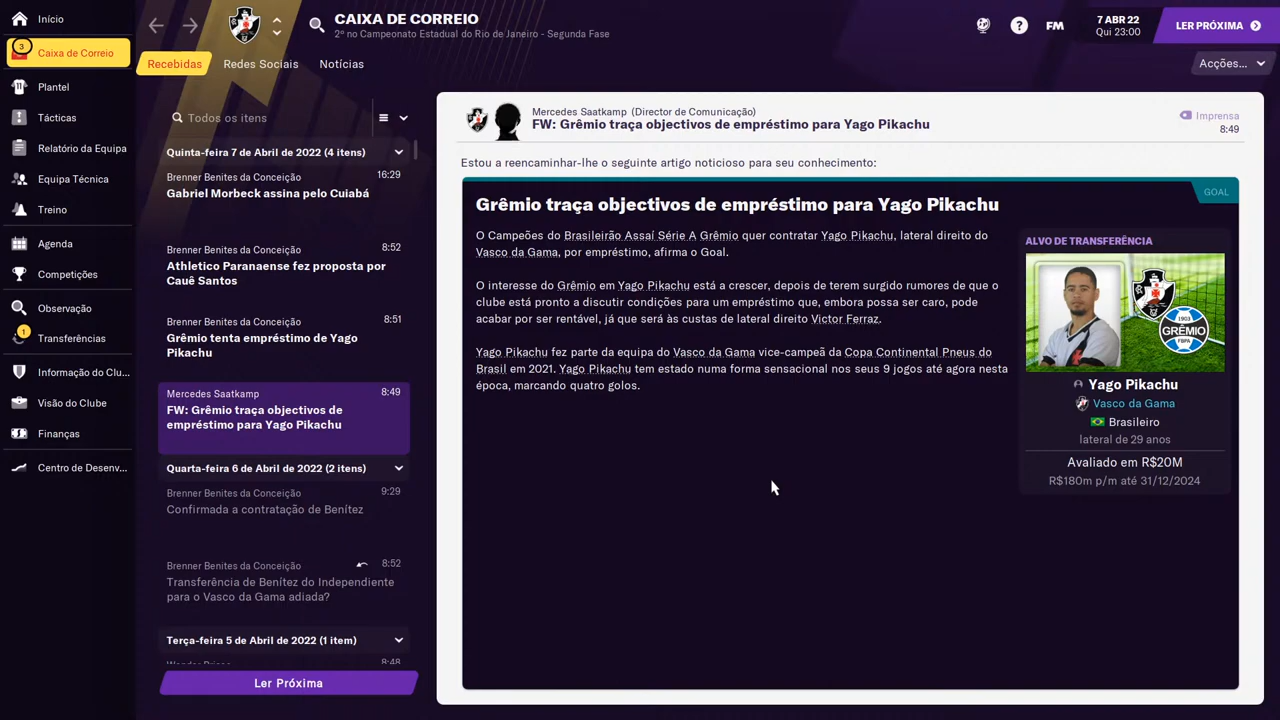 Início
3
Caixa de Correio
Plantel
Tácticas
Relatório da Equipa
Equipa Técnica
Treino
Agenda
Competições
Observação
1
Transferências
Informação do Clu...
Visão do Clube
Finanças
Centro de Desenv...
CAIXA DE CORREIO
2º no Campeonato Estadual do Rio de Janeiro - Segunda Fase
?
FM
7 ABR 22
Qui 23:00
LER PRÓXIMA
Recebidas
Redes Sociais
Notícias
Acções...
Todos os itens
Quinta-feira 7 de Abril de 2022 (4 itens)
Brenner Benites da Conceição 16:29
Gabriel Morbeck assina pelo Cuiabá
Brenner Benites da Conceição 8:52
Athletico Paranaense fez proposta por
Cauê Santos
Brenner Benites da Conceição 8:51
Grêmio tenta empréstimo de Yago
Pikachu
Mercedes Saatkamp 8:49
FW: Grêmio traça objectivos de
empréstimo para Yago Pikachu
Quarta-feira 6 de Abril de 2022 (2 itens)
Brenner Benites da Conceição 9:29
Confirmada a contratação de Benítez
Brenner Benites da Conceição 8:52
Transferência de Benítez do Independiente
para o Vasco da Gama adiada?
Terça-feira 5 de Abril de 2022 (1 item)
8:48
Ler Próxima
Mercedes Saatkamp (Director de Comunicação)
FW: Grêmio traça objectivos de empréstimo para Yago Pikachu
Imprensa
8:49
Estou a reencaminhar-lhe o seguinte artigo noticioso para seu conhecimento:
GOAL
Grêmio traça objectivos de empréstimo para Yago Pikachu
O Campeões do Brasileirão Assaí Série A Grêmio quer contratar Yago Pikachu, lateral direito do
Vasco da Gama, por empréstimo, afirma o Goal.
O interesse do Grêmio em Yago Pikachu está a crescer, depois de terem surgido rumores de que o
clube está pronto a discutir condições para um empréstimo que, embora possa ser caro, pode
acabar por ser rentável, já que será às custas de lateral direito Victor Ferraz.
Yago Pikachu fez parte da equipa do Vasco da Gama vice-campeã da Copa Continental Pneus do
Brasil em 2021. Yago Pikachu tem estado numa forma sensacional nos seus 9 jogos até agora nesta
época, marcando quatro golos.
ALVO DE TRANSFERÊNCIA
1903
GRÊMIO
FBPA
Yago Pikachu
Vasco da Gama
Brasileiro
lateral de 29 anos
Avaliado em R$20M
R$180m p/m até 31/12/2024